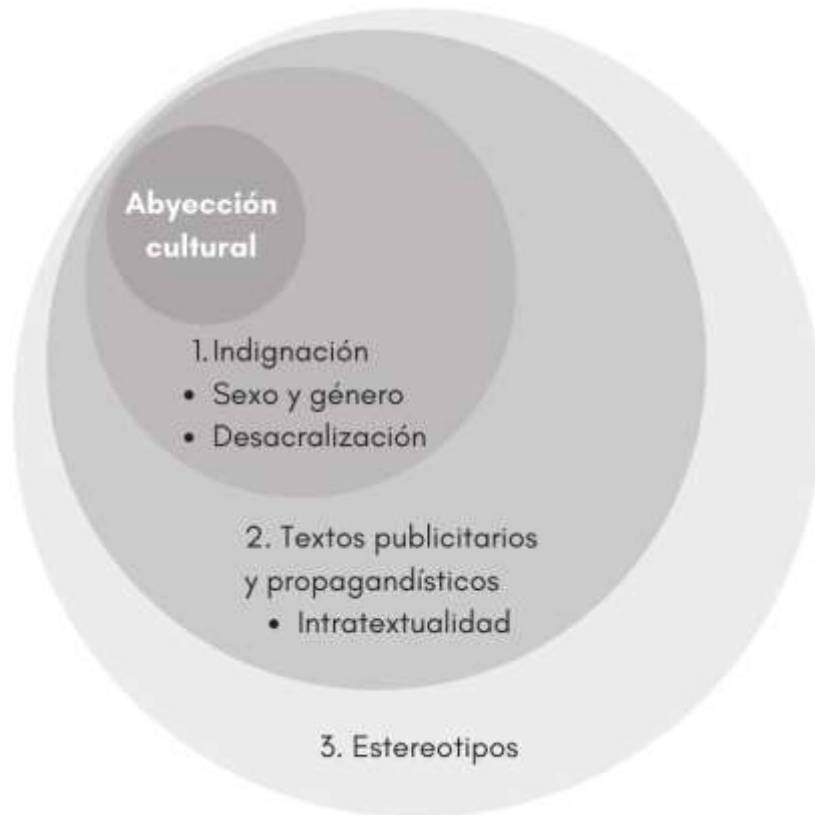 Abyección
cultural
1. Indignación
• Sexo y género
• Desacralización
2. Textos publicitarios
y propagandísticos
• Intratextualidad
3. Estereotipos